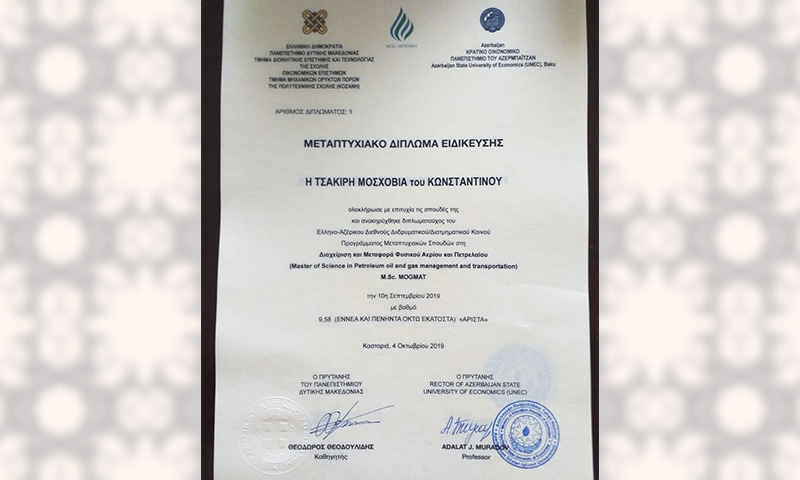 ΕΛΛΗΝΙΚΗ ΔΗΜΟΚΡΑΤΙΑ
ΠΑΝΕΠΙΣΤΗΜΙΟ ΔΥΤΙΚΗΣ ΜΑΚΕΔΟΝΙΑΣ
ΤΜΗΜΑ ΔΙΟΙΚΗΤΙΚΗΣ ΕΠΙΣΤΗΜΗΣ ΚΑΙ ΤΕΧΝΟΛΟΓΙΑΣ
ΤΗΣ ΣΧΟΛΗΣ
ΟΙΚΟΝΟΜΙΚΩΝ ΕΠΙΣΤΗΜΩΝ
ΤΜΗΜΑ ΜΗΧΑΝΙΚΩΝ ΟΡΥΚΤΩΝ ΠΟΡΩΝ
ΤΗΣ ΠΟΛΥΤΕΧΝΙΚΗΣ ΣΧΟΛΗΣ (ΚΟΖΑΝΗ)
M.SC. MOGMAT
Azerbaijan
ΚΡΑΤΙΚΟ ΟΙΚΟΝΟΜΙΚΟ
ΠΑΝΕΠΙΣΤΗΜΙΟ ΤΟΥ ΑΖΕΡΜΠΑΪΤΖΑΝ
Azerbaijan State University of Economics (UNEC), Baku
ΑΡΙΘΜΟΣ ΔΙΠΛΩΜΑΤΟΣ: 1
ΜΕΤΑΠΤΥΧΙΑΚΟ ΔΙΠΛΩΜΑ ΕΙΔΙΚΕΥΣΗΣ
Η ΤΣΑΚΙΡΗ ΜΟΣΧΟΒΙΑ του ΚΩΝΣΤΑΝΤΙΝΟΥ
ολοκλήρωσε με επιτυχία τις σπουδές της
και ανακηρύχθηκε διπλωματούχος του
Ελληνο-Αζέρικου Διεθνούς Διιδρυματικού/Διατμηματικού Κοινού
Προγράμματος Μεταπτυχιακών Σπουδών στη
Διαχείριση και Μεταφορά Φυσικού Αερίου και Πετρελαίου
(Master of Science in Petroleum oil and gas management and transportation)
M.Sc. MOGMAT
την 10η Σεπτεμβρίου 2019
με βαθμό
9,58 (ΕΝΝΕΑ ΚΑΙ ΠΕΝΗΝΤΑ ΟΚΤΩ ΕΚΑΤΟΣΤΑ) «ΑΡΙΣΤΑ»
Καστοριά, 4 Οκτωβρίου 2019
Ο ΠΡΥΤΑΝΗΣ
ΤΟΥ ΠΑΝΕΠΙΣΤΗΜΙΟΥ
ΔΥΤΙΚΗΣ ΜΑΚΕΔΟΝΙΑΣ
ΘΕΟΔΩΡΟΣ ΘΕΟΔΟΥΛΙΔΗΣ
Καθηγητής
Ο ΠΡΥΤΑΝΗΣ
RECTOR OF AZERBAIJAN STATE
UNIVERSITY OF ECONOMICS (UNEC)
ADALAT J. MURADOV
Professor